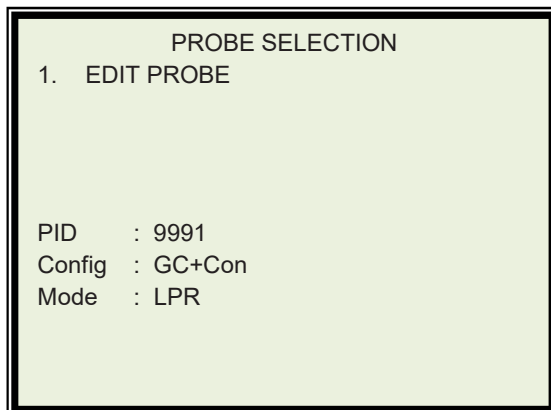 PROBE SELECTION
1. EDIT PROBE
PID : 9991
Config : GC+Con
Mode : LPR